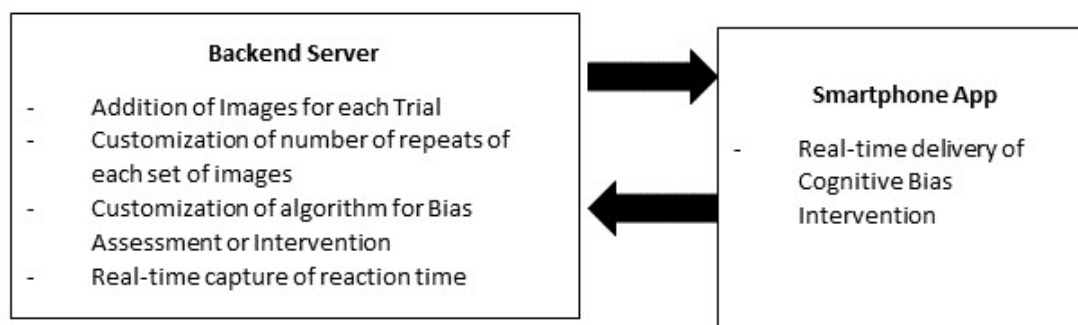 Backend Server
- Addition of Images for each Trial
- Customization of number of repeats of
each set of images
- Customization of algorithm for Bias
Assessment or Intervention
- Real-time capture of reaction time
Smartphone App
- Real-time delivery of
Cognitive Bias
Intervention